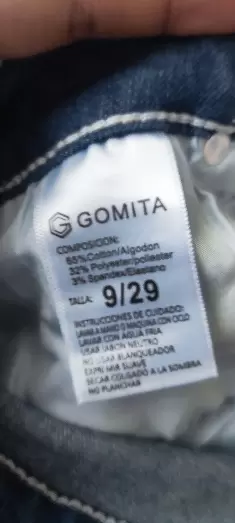 GOMITA
COMPOSICION:
65%Cotton/Algodon
32% Polyester/poliester
3% Spandex/Elastano
TALLA: 9/29
INSTRUCCIONES DE CUIDADO:
LAVAR A MANO O MAQUINA CON CICLO
LAVAR CON AGUA FRIA
USAR JABON NEUTRO
NO USAR BLANQUEADOR
EXPRIMIR SUAVE
SECAR COLGADO A LA SOMBRA
NO PLANCHAR